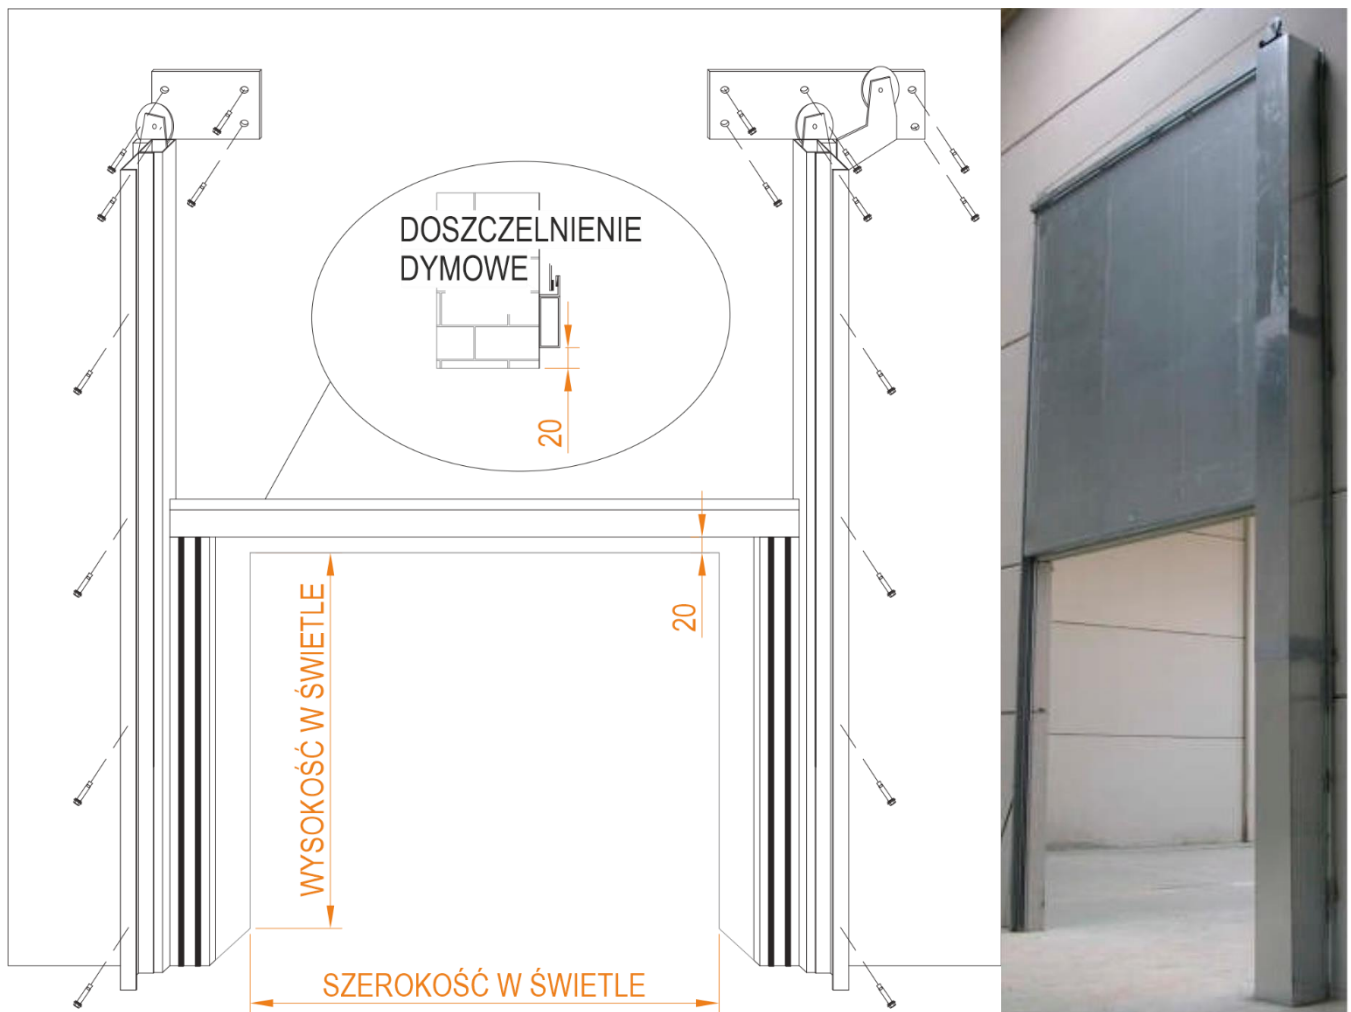 DOSZCZELNIENIE
DYMOWE
20
20
WYSOKOŚĆ W ŚWIETLE
SZEROKOŚĆ W ŚWIETLE